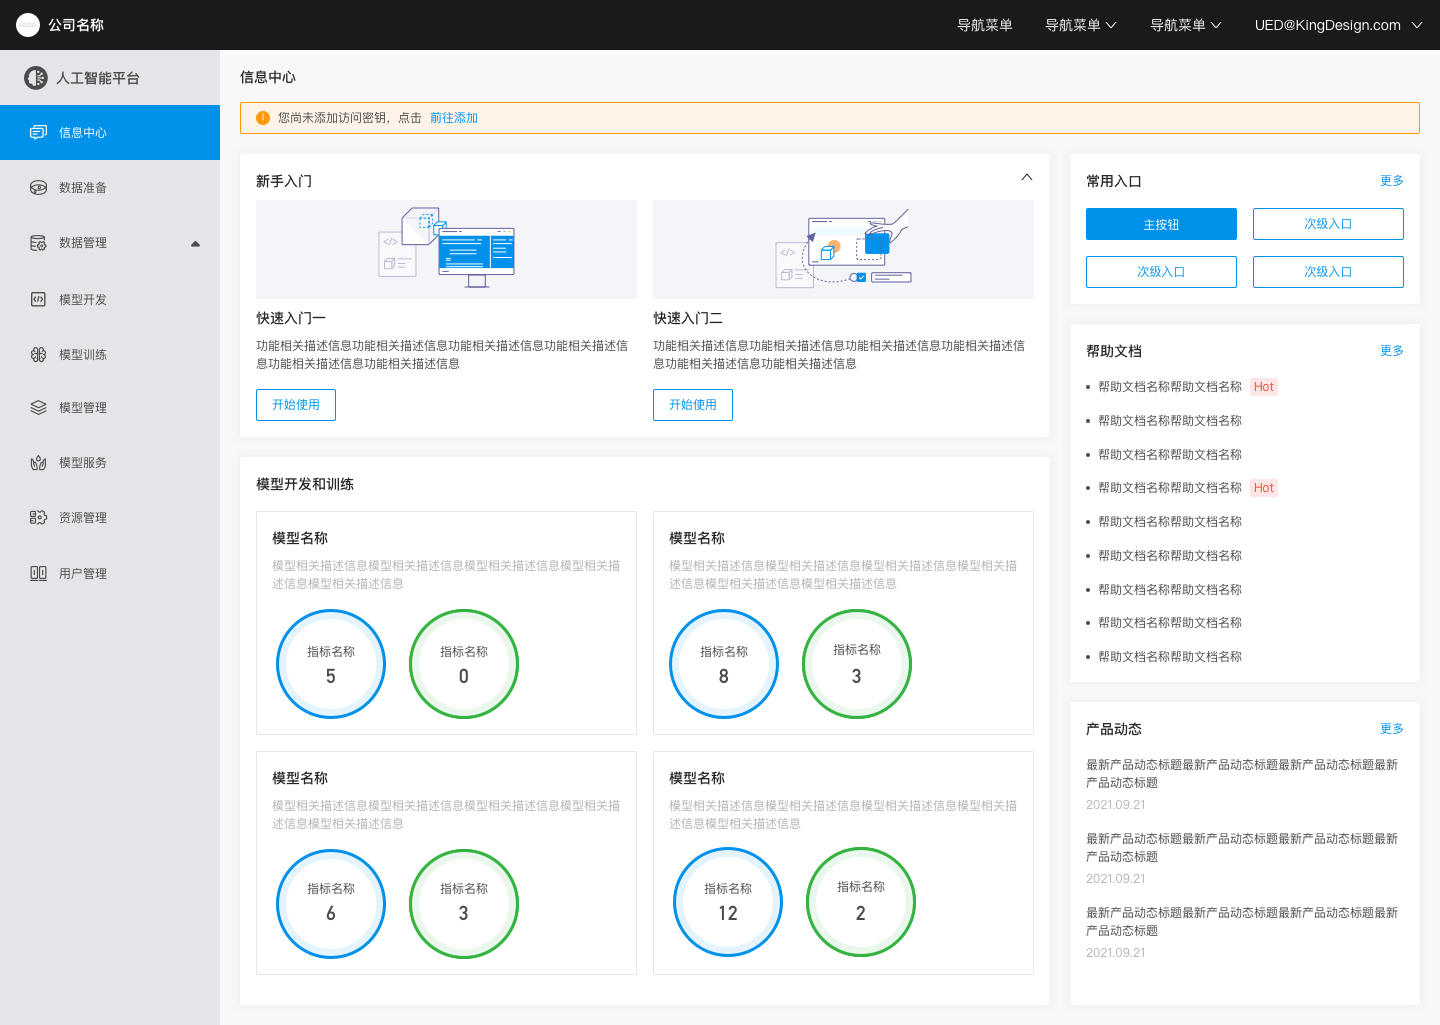 公司名称
导航菜单
导航菜单
导航菜单
UED@KingDesign.com
人工智能平台
信息中心
数据准备
数据管理
模型开发
模型训练
模型管理
模型服务
资源管理
用户管理
信息中心
您尚未添加访问密钥，点击 前往添加
新手入门
快速入门一
功能相关描述信息功能相关描述信息功能相关描述信息功能相关描述信
息功能相关描述信息功能相关描述信息
开始使用
快速入门二
功能相关描述信息功能相关描述信息功能相关描述信息功能相关描述信
息功能相关描述信息功能相关描述信息
开始使用
模型开发和训练
模型名称
模型相关描述信息模型相关描述信息模型相关描述信息模型相关描
述信息模型相关描述信息
指标名称
5
指标名称
0
模型名称
模型相关描述信息模型相关描述信息模型相关描述信息模型相关描
述信息模型相关描述信息模型相关描述信息
指标名称
8
指标名称
3
模型名称
模型相关描述信息模型相关描述信息模型相关描述信息模型相关描
述信息模型相关描述信息
指标名称
6
指标名称
3
模型名称
模型相关描述信息模型相关描述信息模型相关描述信息模型相关描
述信息模型相关描述信息
指标名称
12
指标名称
2
常用入口
更多
主按钮
次级入口
次级入口
次级入口
帮助文档
更多
帮助文档名称帮助文档名称 Hot
帮助文档名称帮助文档名称
帮助文档名称帮助文档名称
帮助文档名称帮助文档名称 Hot
帮助文档名称帮助文档名称
帮助文档名称帮助文档名称
帮助文档名称帮助文档名称
帮助文档名称帮助文档名称
帮助文档名称帮助文档名称
产品动态
更多
最新产品动态标题最新产品动态标题最新产品动态标题最新
产品动态标题
2021.09.21
最新产品动态标题最新产品动态标题最新产品动态标题最新
产品动态标题
2021.09.21
最新产品动态标题最新产品动态标题最新产品动态标题最新
产品动态标题
2021.09.21